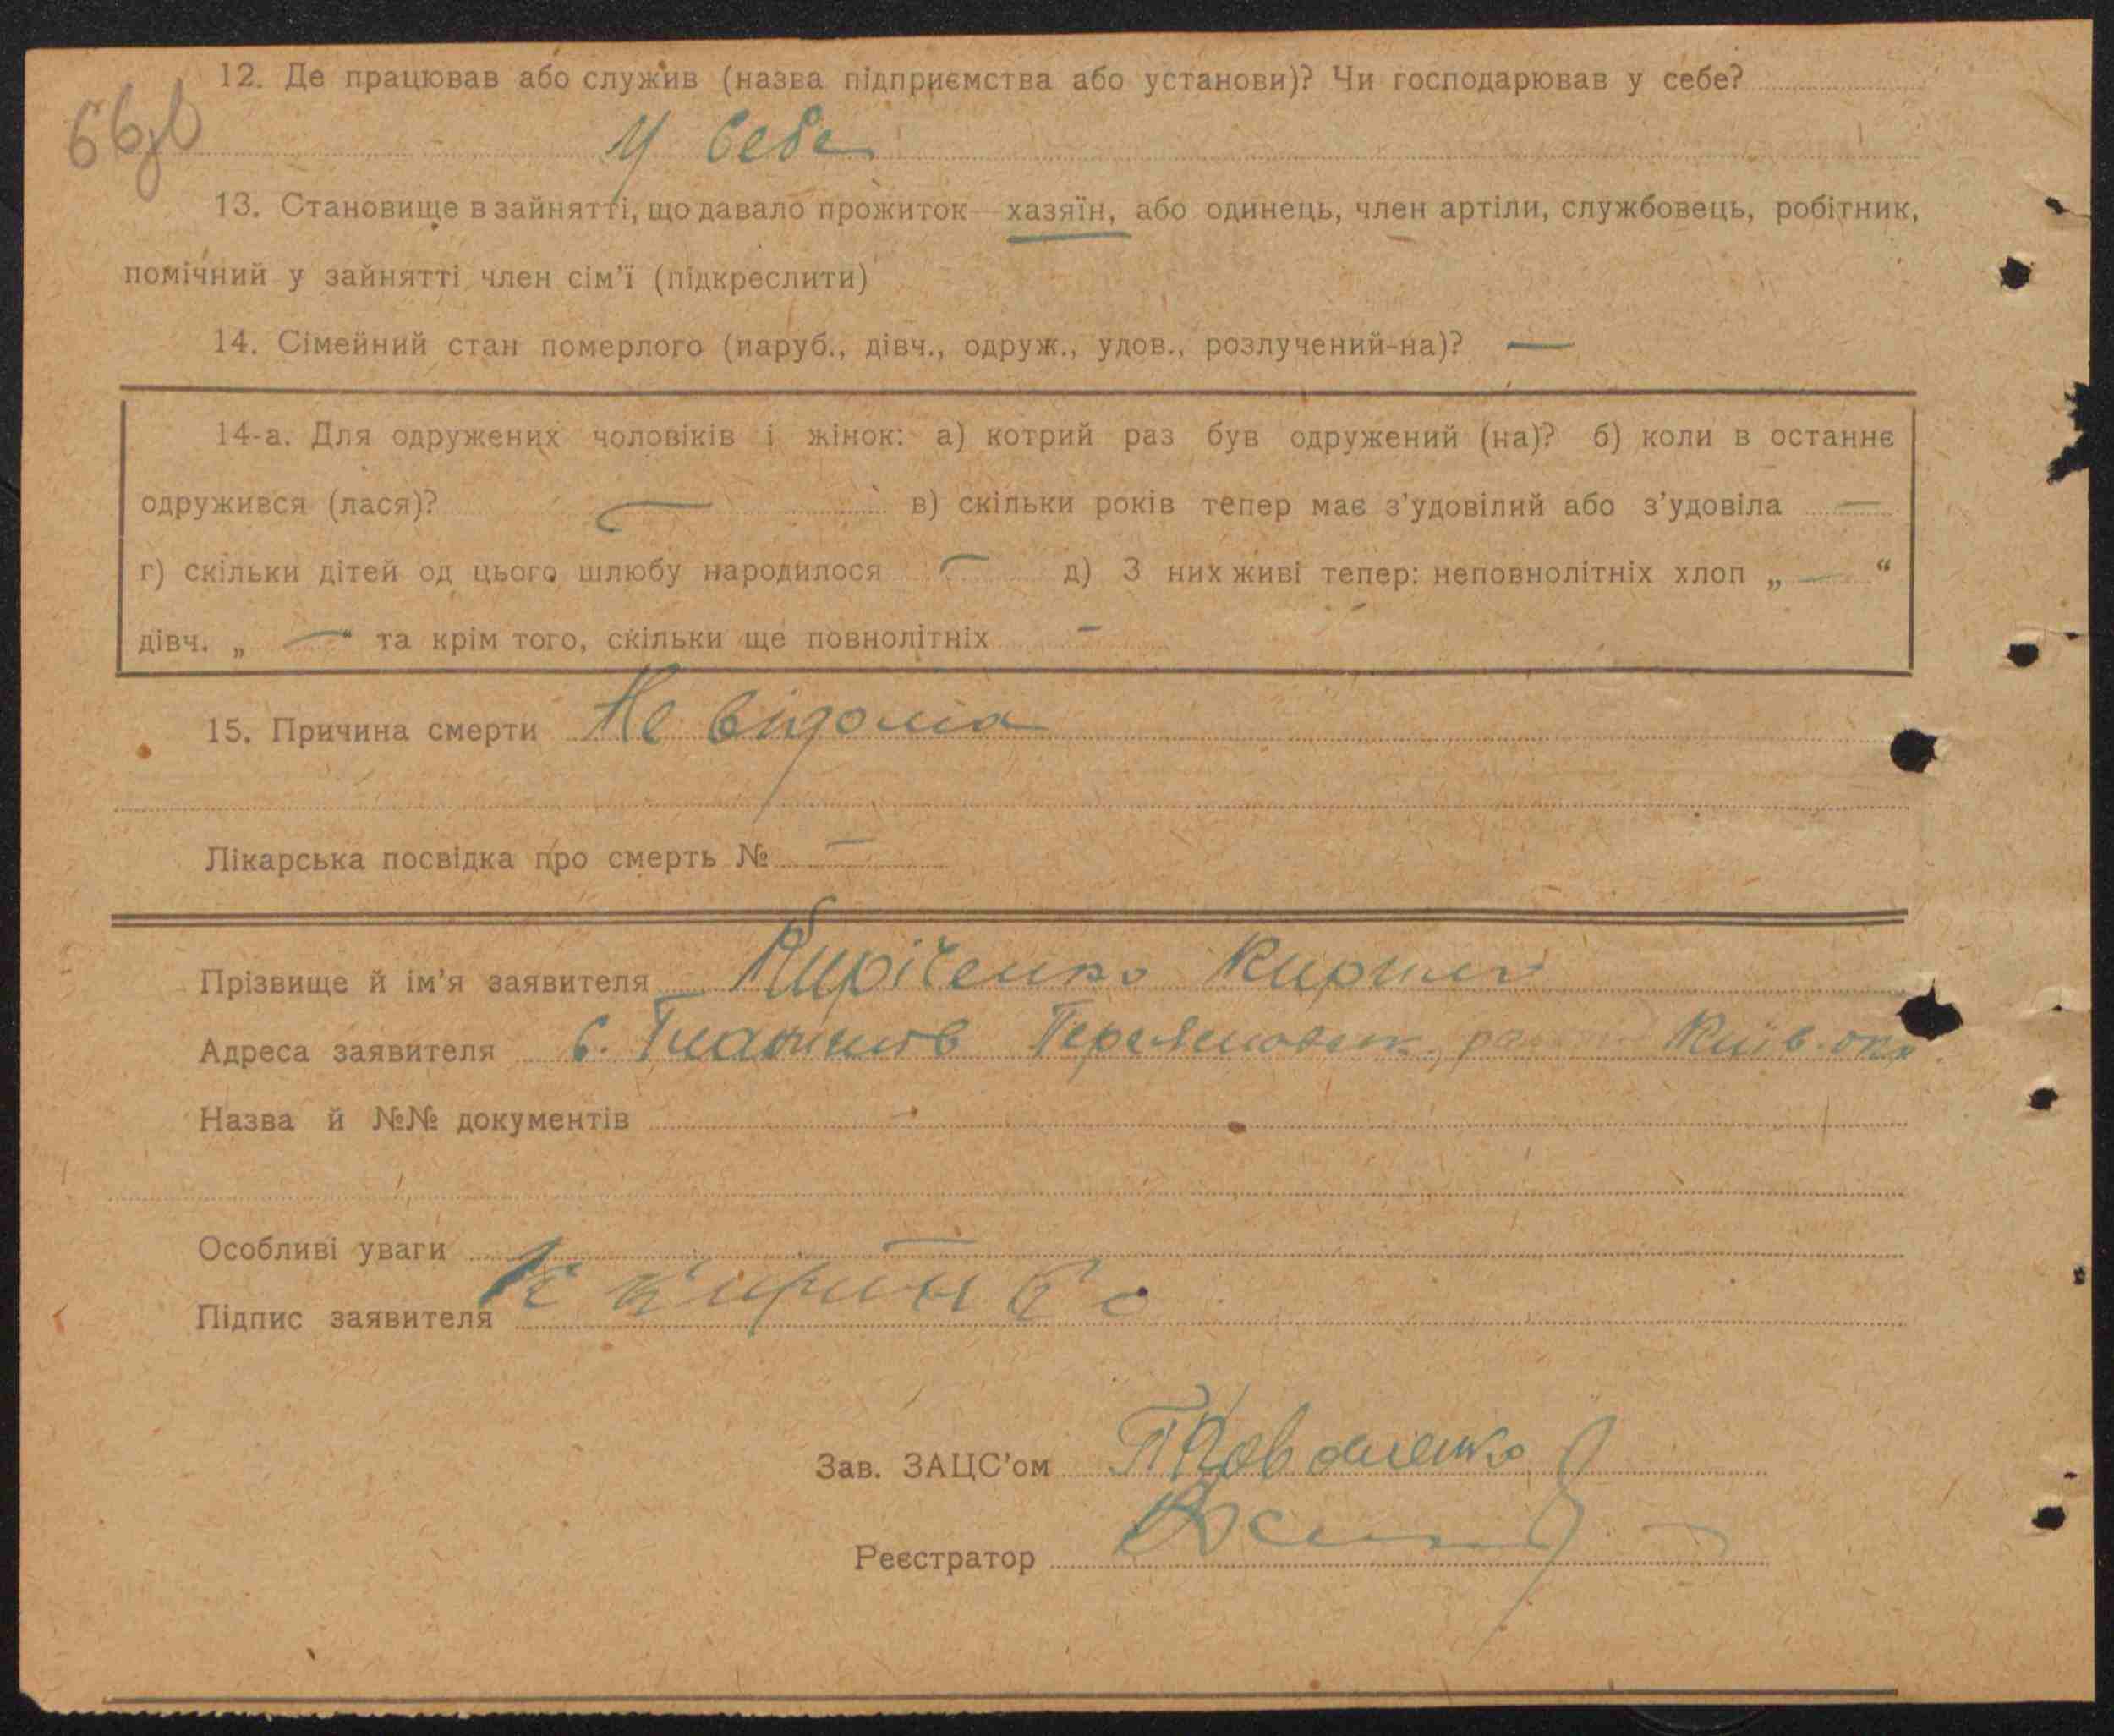 12. Де працював або служив (назва підприємства або установи)? Чи господарював у себе?
У себе
13. Становище в зайнятті, що давало прожиток — хазяїн, або одинець, член артіли, службовець, робітник,
помічний у зайнятті член сім'ї (підкреслити)
14. Сімейний стан померлого (паруб., дівч., одруж., удов., розлучений-на)? —
14-а. Для одружених чоловіків і жінок: а) котрий раз був одружений (на)? б) коли в останнє
одружився (лася)? — в) скільки років тепер має з'удовілий або з'удовіла —
г) скільки дітей од цього шлюбу народилося — д) З них живі тепер: неповнолітніх хлоп „ — “
дівч. „ — “ та крім того, скільки ще повнолітніх —
15. Причина смерти Не відома
Лікарська посвідка про смерть № —
Прізвище й ім'я заявителя Киріченко Кирило
Адреса заявителя с. Київ. окр
Назва й №№ документів
Особливі уваги —
Підпис заявителя
Зав. ЗАЦС'ом П Коваленко
Реєстратор